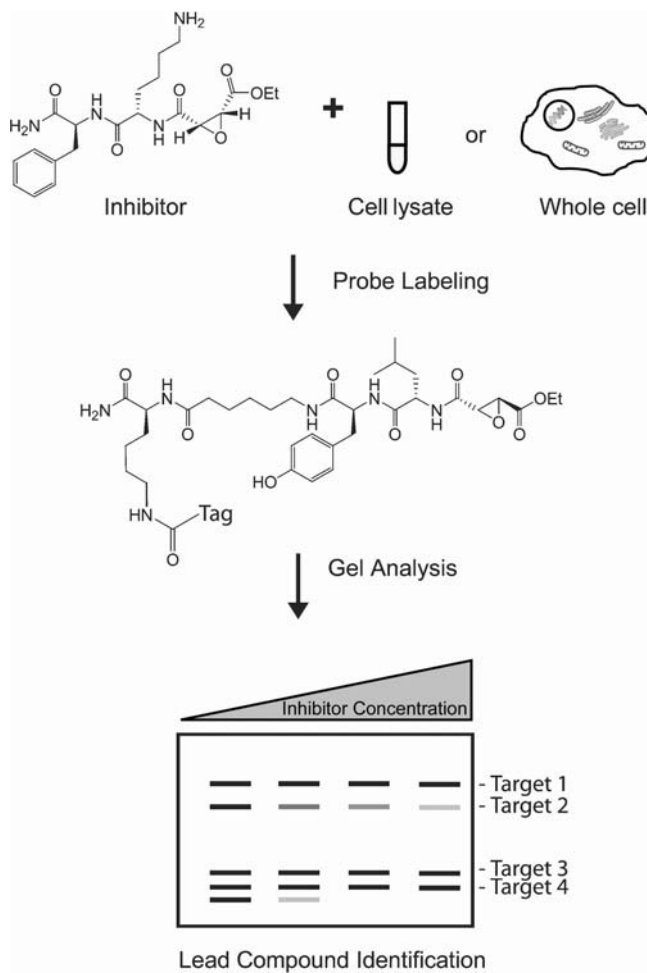 NH2
O
H
N
O
OEt
H2N
N
H
O
H
O
H
O
+
or
Inhibitor
Cell lysate
Whole cell
Probe Labeling
O
H
N
O
H
N
O
O
H2N
O
N
H
O
N
H
O
OEt
O
HO
HN
Tag
O
Gel Analysis
Inhibitor Concentration
- Target 1
- Target 2
- Target 3
- Target 4
Lead Compound Identification